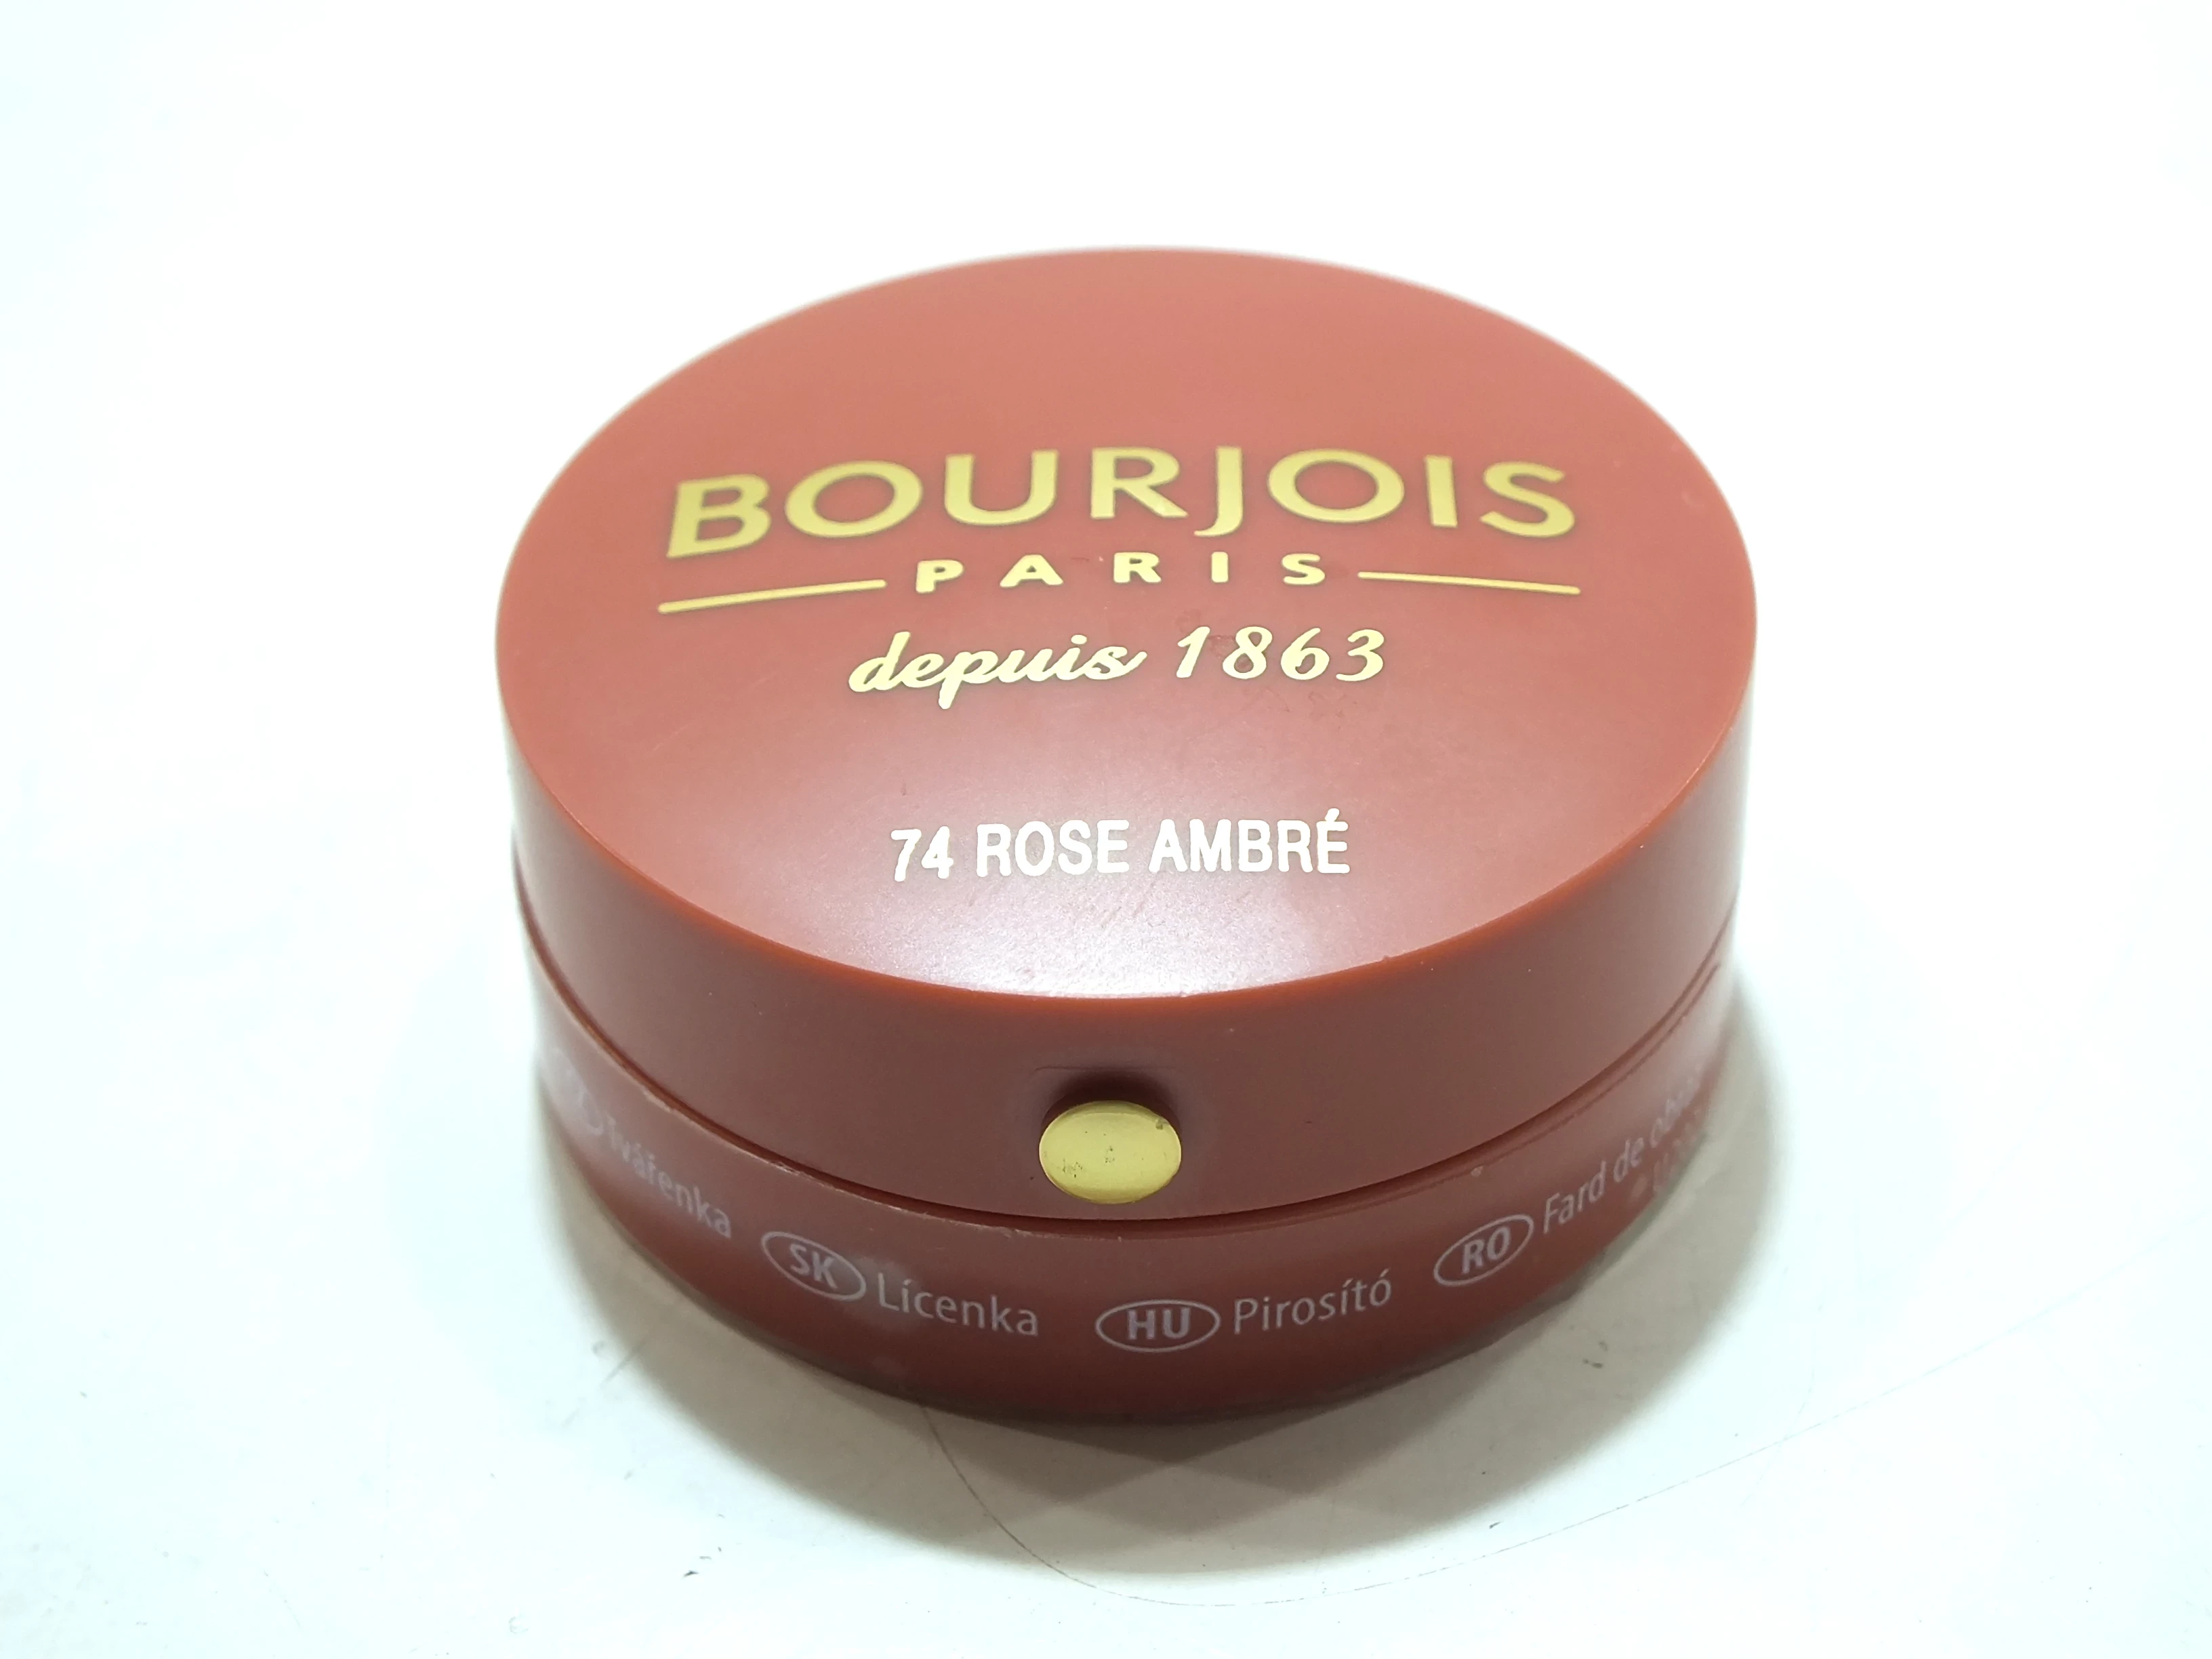 BOURJOIS
PARIS
depuis 1863
74 ROSE AMBRÉ
Tvářenka SK Lícenka HU Pirosító RO Fard de